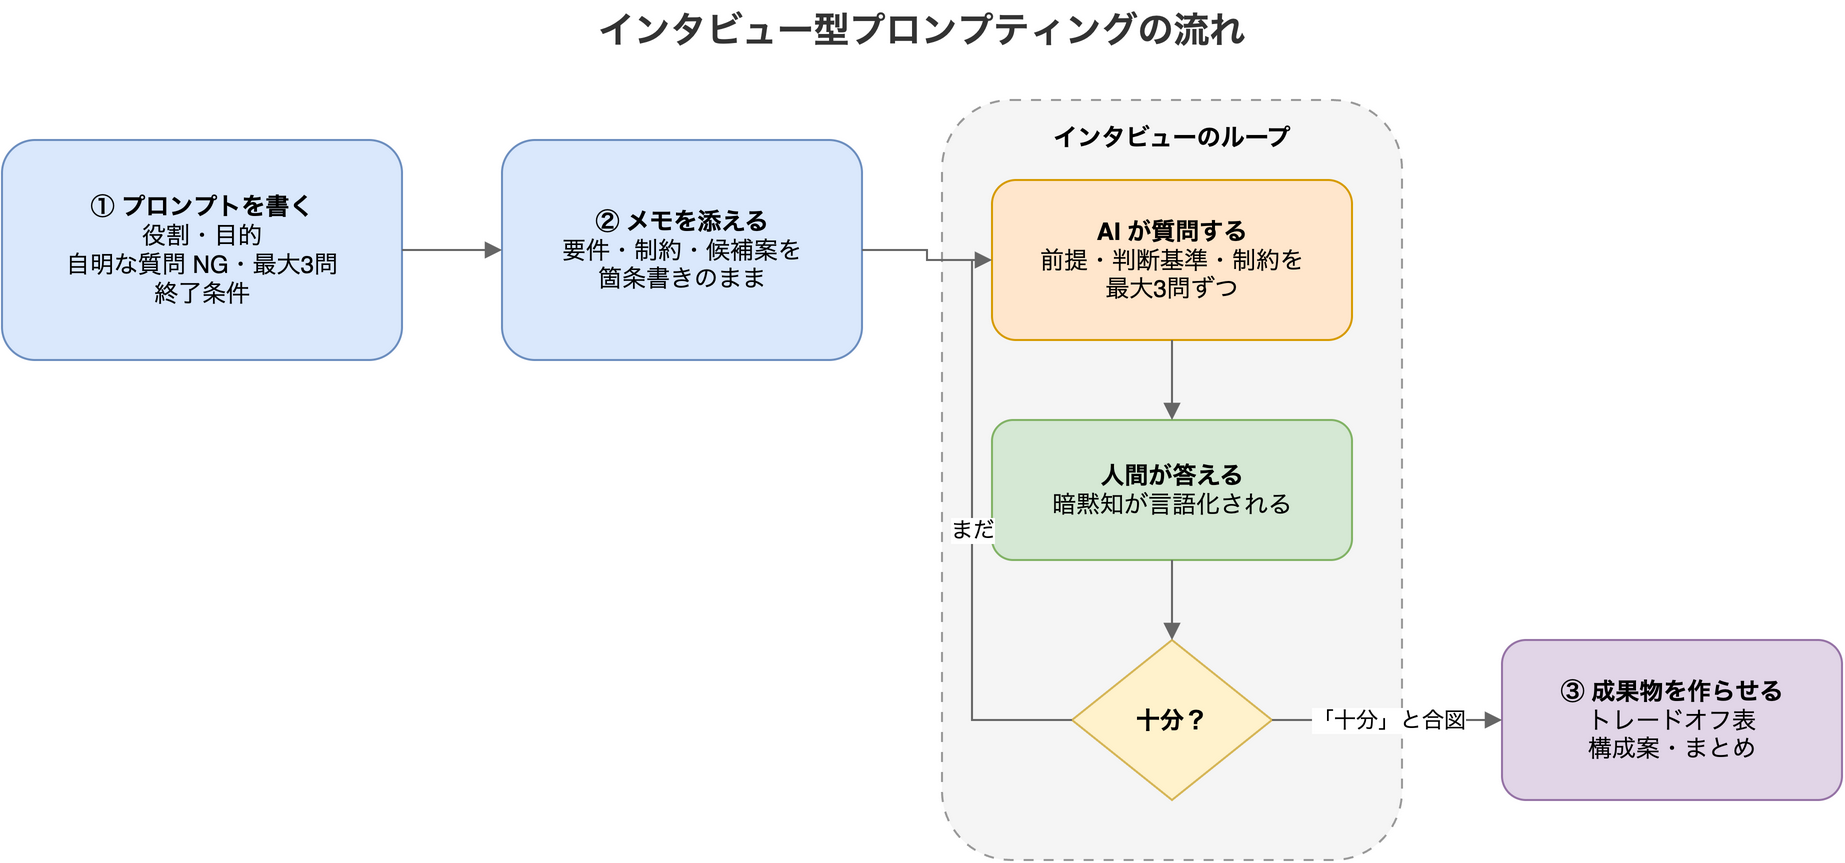 インタビュー型プロンプティングの流れ
① プロンプトを書く
役割・目的
自明な質問 NG・最大3問
終了条件
② メモを添える
要件・制約・候補案を
箇条書きのまま
インタビューのループ
AI が質問する
前提・判断基準・制約を
最大3問ずつ
人間が答える
暗黙知が言語化される
まだ
十分？
「十分」と合図
③ 成果物を作らせる
トレードオフ表
構成案・まとめ